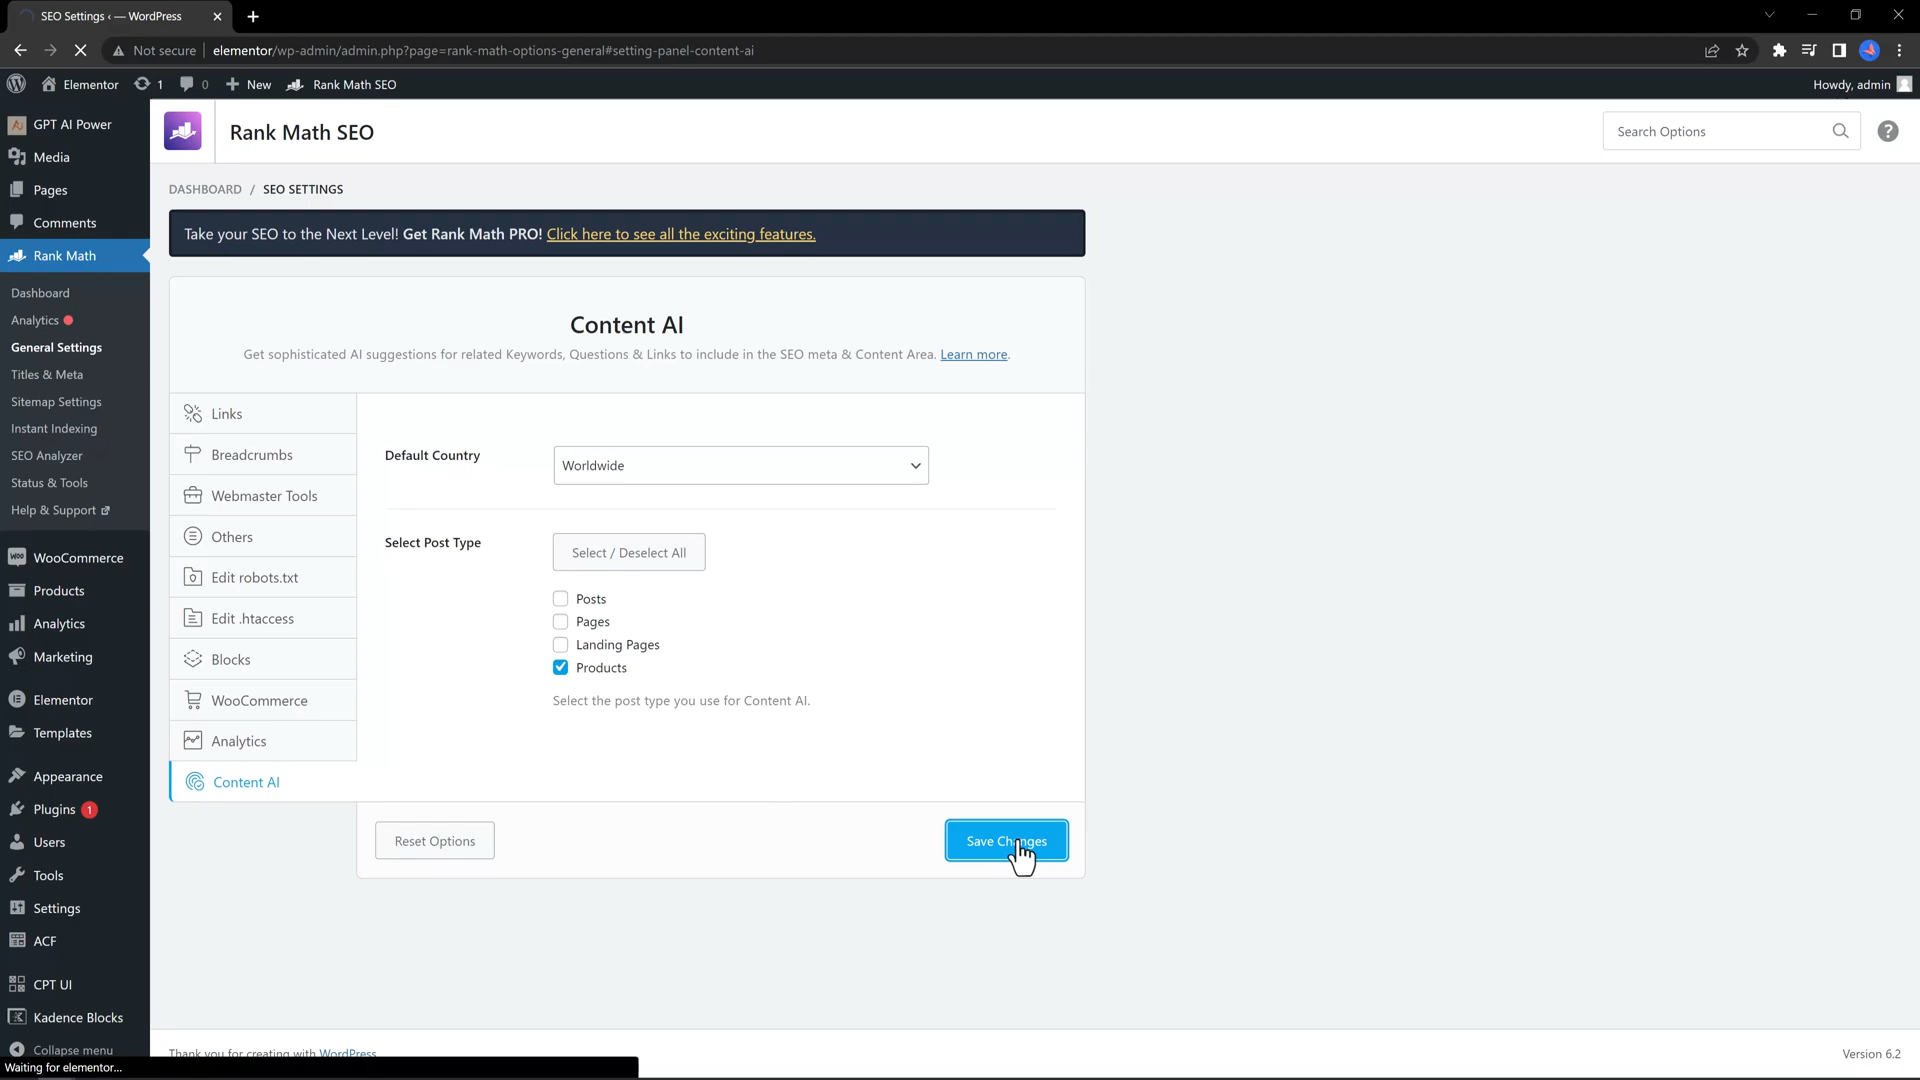 SEO Settings ‹ — WordPress
Not secure
elementor/wp-admin/admin.php?page=rank-math-options-general#setting-panel-content-ai
Elementor
1
0
New
Rank Math SEO
Howdy, admin
GPT AI Power
Media
Pages
Comments
Rank Math
Dashboard
Analytics
General Settings
Titles & Meta
Sitemap Settings
Instant Indexing
SEO Analyzer
Status & Tools
Help & Support
WooCommerce
Products
Analytics
Marketing
Elementor
Templates
Appearance
Plugins 1
Users
Tools
Settings
ACF
CPT UI
Kadence Blocks
Collapse menu
Waiting for elementor...
Rank Math SEO
Search Options
DASHBOARD / SEO SETTINGS
Take your SEO to the Next Level! Get Rank Math PRO! Click here to see all the exciting features.
Content AI
Get sophisticated AI suggestions for related Keywords, Questions & Links to include in the SEO meta & Content Area. Learn more.
Links
Breadcrumbs
Webmaster Tools
Others
Edit robots.txt
Edit .htaccess
Blocks
WooCommerce
Analytics
Content AI
Default Country
Worldwide
Select Post Type
Select / Deselect All
Posts
Pages
Landing Pages
Products
Select the post type you use for Content AI.
Reset Options
Save Changes
Thank you for creating with WordPress
Version 6.2